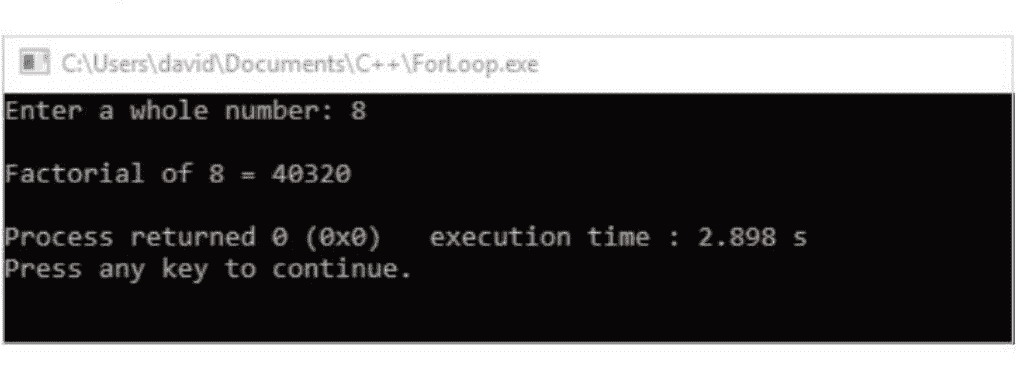 C:\Users\david\Documents\C++\ForLoop.exe
Enter a whole number: 8
Factorial of 8 = 40320
Process returned 0 (0x0)   execution time : 2.898 s
Press any key to continue.